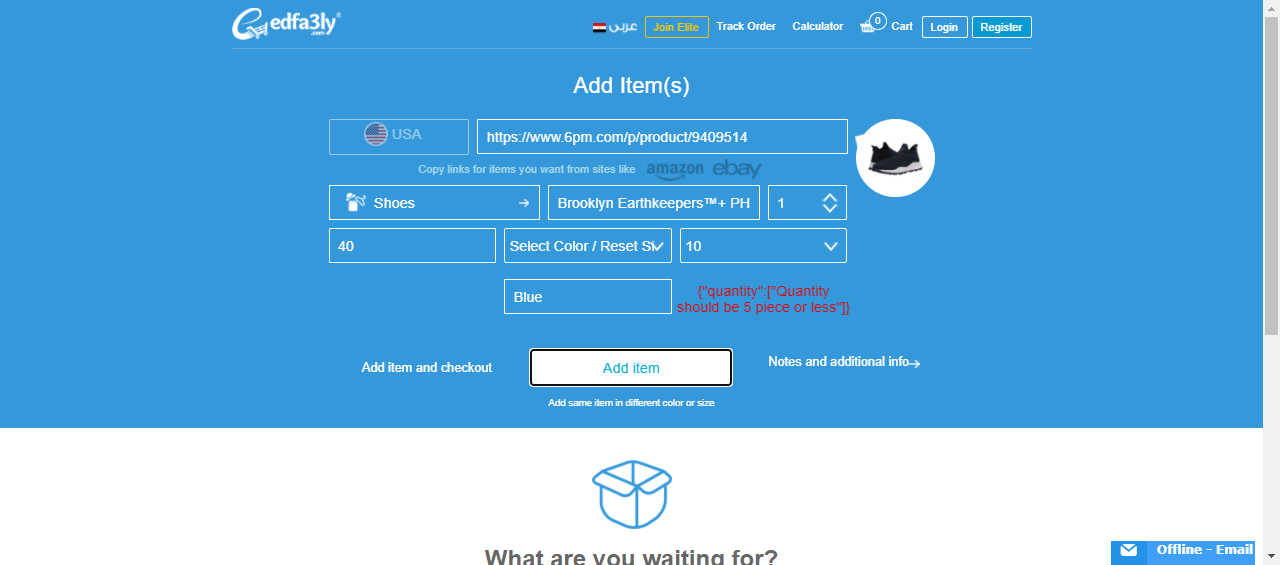 edfa3ly®
.com
عربى
Join Elite
Track Order
Calculator
0
Cart
Login
Register
Add Item(s)
USA
https://www.6pm.com/p/product/9409514
Copy links for items you want from sites like amazon ebay
Shoes
Brooklyn Earthkeepers™+ PH
1
40
Select Color / Reset Si
10
Blue
{"quantity":["Quantity
should be 5 piece or less"]}
Add item and checkout
Add item
Notes and additional info
Add same item in different color or size
What are you waiting for?
Offline - Email